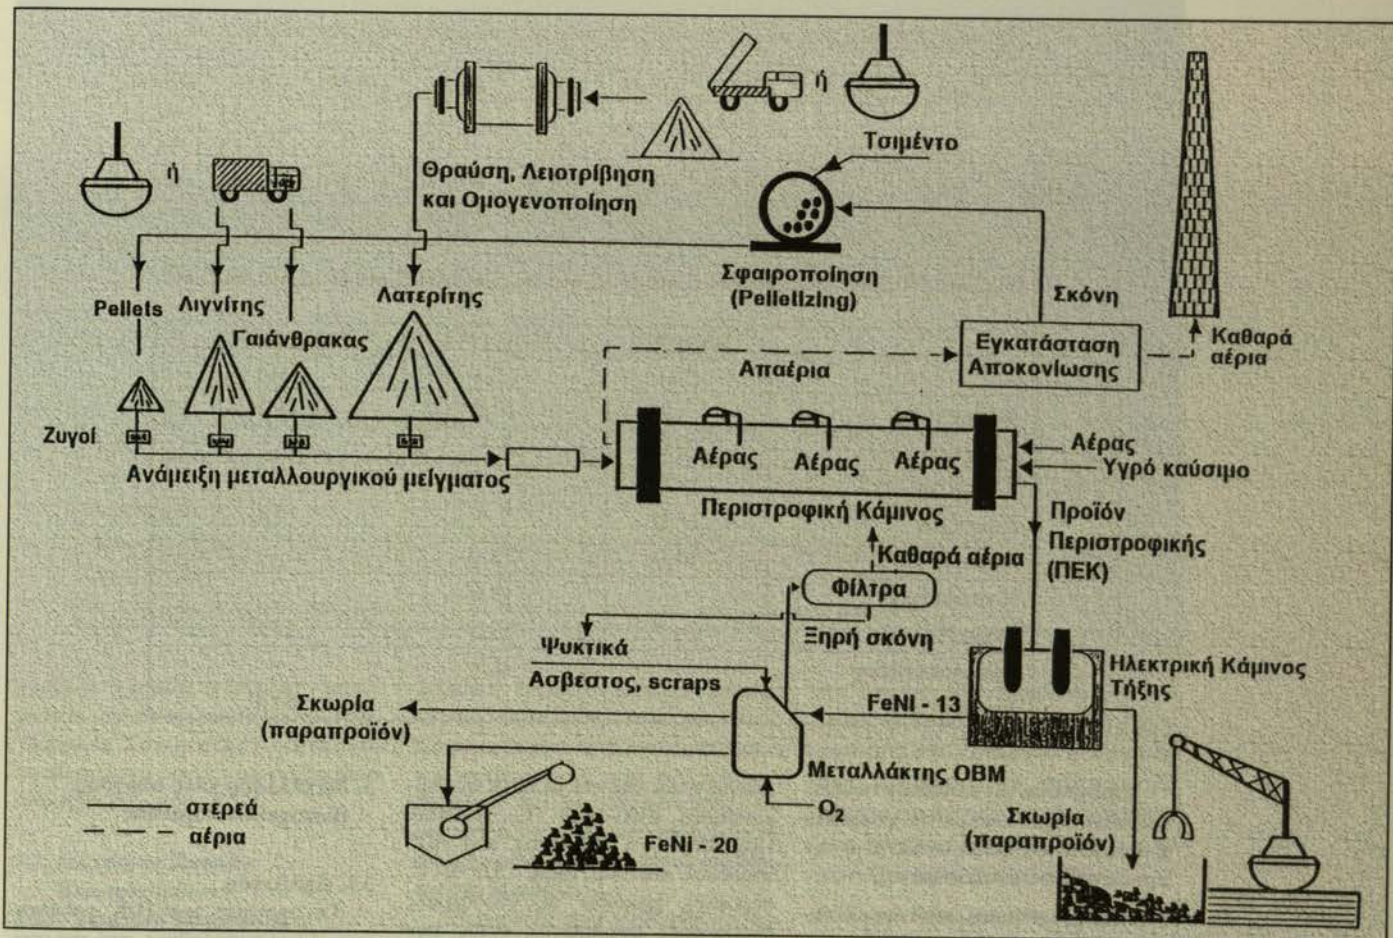 ή
Τσιμέντο
ή
Θραύση, Λειοτρίβηση
και Ομογενοποίηση
Σφαιροποίηση
(Pelletizing)
Σκόνη
Pellets
Λιγνίτης
Λατερίτης
Γαιάνθρακας
Εγκατάσταση
Αποκονίωσης
Καθαρά
αέρια
Απαέρια
Ζυγοί
Αέρας
Αέρας
Αέρας
Αέρας
Υγρό καύσιμο
Ανάμειξη μεταλλουργικού μείγματος
Περιστροφική Κάμινος
Προϊόν
Περιστροφικής
(ΠΕΚ)
Καθαρά αέρια
Φίλτρα
Ξηρή σκόνη
Ψυκτικά
Ασβεστος, scraps
Ηλεκτρική Κάμινος
Τήξης
FeNI - 13
Σκωρία
(παραπροϊόν)
Μεταλλάκτης OBM
O₂
Σκωρία
(παραπροϊόν)
στερεά
αέρια
FeNI - 20